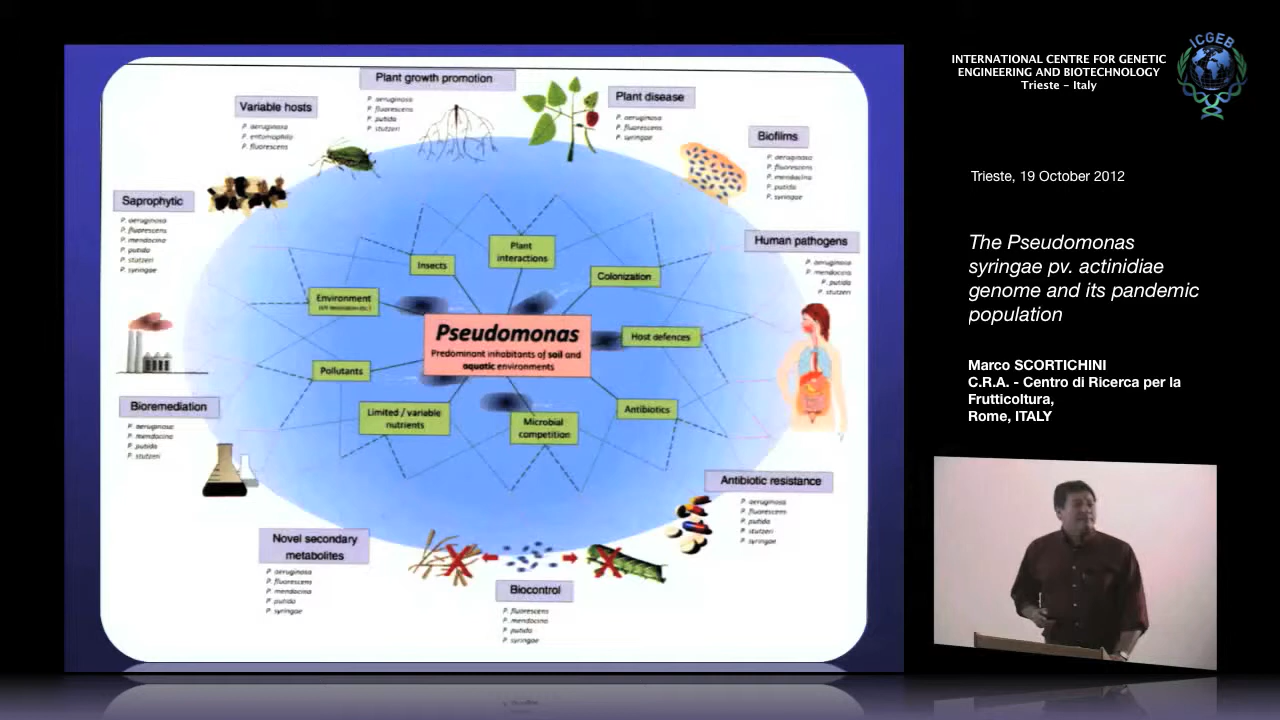 Plant growth promotion
P. aeruginosa
P. fluorescens
P. putida
P. stutzeri
Variable hosts
P. aeruginosa
P. entomophila
P. fluorescens
Plant disease
P. aeruginosa
P. fluorescens
P. syringae
Biofilms
P. aeruginosa
P. fluorescens
P. mendocina
P. putida
P. syringae
Saprophytic
P. aeruginosa
P. fluorescens
P. mendocina
P. putida
P. stutzeri
P. syringae
Human pathogens
P. aeruginosa
P. mendocina
P. putida
P. stutzeri
Insects
Plant
interactions
Colonization
Environment
Host defences
Pseudomonas
Predominant inhabitants of soil and
aquatic environments
Pollutants
Limited / variable
nutrients
Microbial
competition
Antibiotics
Bioremediation
P. aeruginosa
P. mendocina
P. putida
P. stutzeri
Antibiotic resistance
P. aeruginosa
P. fluorescens
P. putida
P. stutzeri
P. syringae
Novel secondary
metabolites
P. aeruginosa
P. fluorescens
P. mendocina
P. putida
P. syringae
Biocontrol
P. fluorescens
P. mendocina
P. putida
P. syringae
ICGEB
INTERNATIONAL CENTRE FOR GENETIC
ENGINEERING AND BIOTECHNOLOGY
Trieste - Italy
Trieste, 19 October 2012
The Pseudomonas
syringae pv. actinidiae
genome and its pandemic
population
Marco SCORTICHINI
C.R.A. - Centro di Ricerca per la
Frutticoltura,
Rome, ITALY